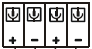 + - + -